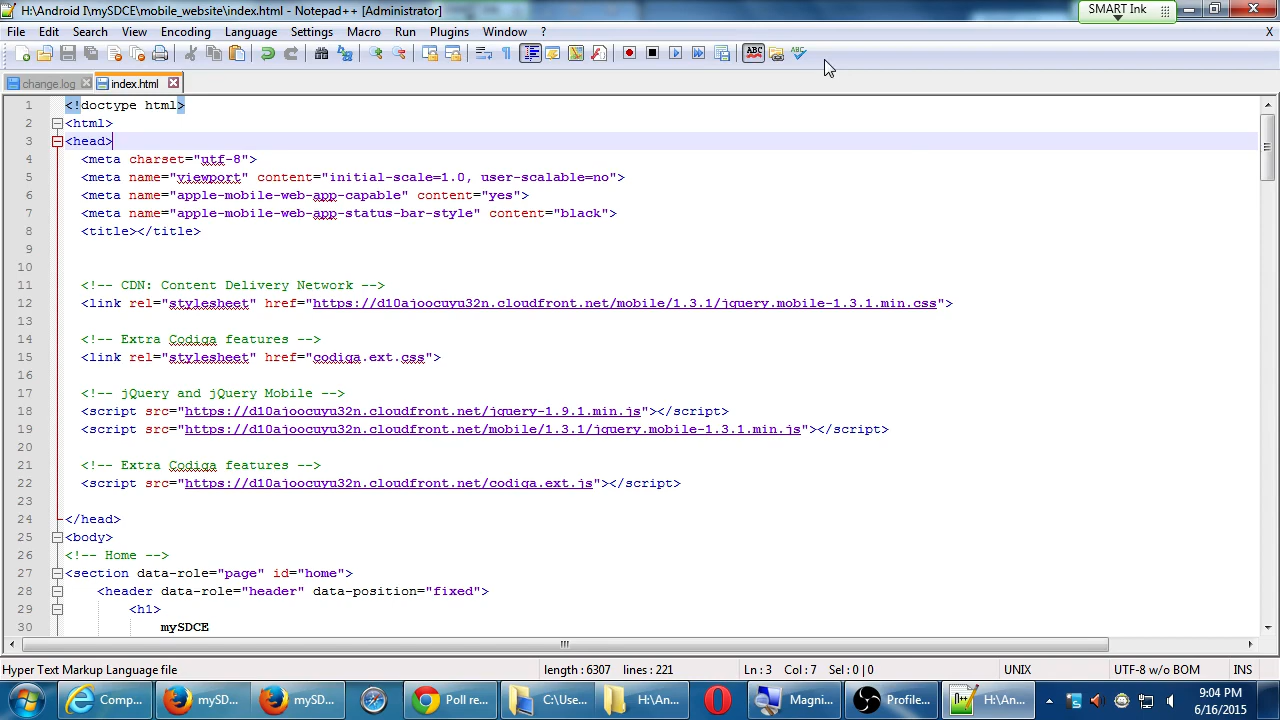 H:\Android I\mySDCE\mobile_website\index.html - Notepad++ [Administrator]
SMART Ink
File Edit Search View Encoding Language Settings Macro Run Plugins Window ? X
change.log index.html
1 <!doctype html>
2 <html>
3 <head>
4 <meta charset="utf-8">
5 <meta name="viewport" content="initial-scale=1.0, user-scalable=no">
6 <meta name="apple-mobile-web-app-capable" content="yes">
7 <meta name="apple-mobile-web-app-status-bar-style" content="black">
8 <title></title>
9
10
11 <!-- CDN: Content Delivery Network -->
12 <link rel="stylesheet" href="https://d10ajoocuyu32n.cloudfront.net/mobile/1.3.1/jquery.mobile-1.3.1.min.css">
13
14 <!-- Extra Codiqa features -->
15 <link rel="stylesheet" href="codiqa.ext.css">
16
17 <!-- jQuery and jQuery Mobile -->
18 <script src="https://d10ajoocuyu32n.cloudfront.net/jquery-1.9.1.min.js"></script>
19 <script src="https://d10ajoocuyu32n.cloudfront.net/mobile/1.3.1/jquery.mobile-1.3.1.min.js"></script>
20
21 <!-- Extra Codiqa features -->
22 <script src="https://d10ajoocuyu32n.cloudfront.net/codiqa.ext.js"></script>
23
24 </head>
25 <body>
26 <!-- Home -->
27 <section data-role="page" id="home">
28 <header data-role="header" data-position="fixed">
29 <h1>
30 mySDCE
Hyper Text Markup Language file length : 6307 lines : 221 Ln : 3 Col : 7 Sel : 0 | 0 UNIX UTF-8 w/o BOM INS
Comp... mySD... mySD... Poll re... C:\Use... H:\An... Magni... Profile... H:\An... 9:04 PM
6/16/2015